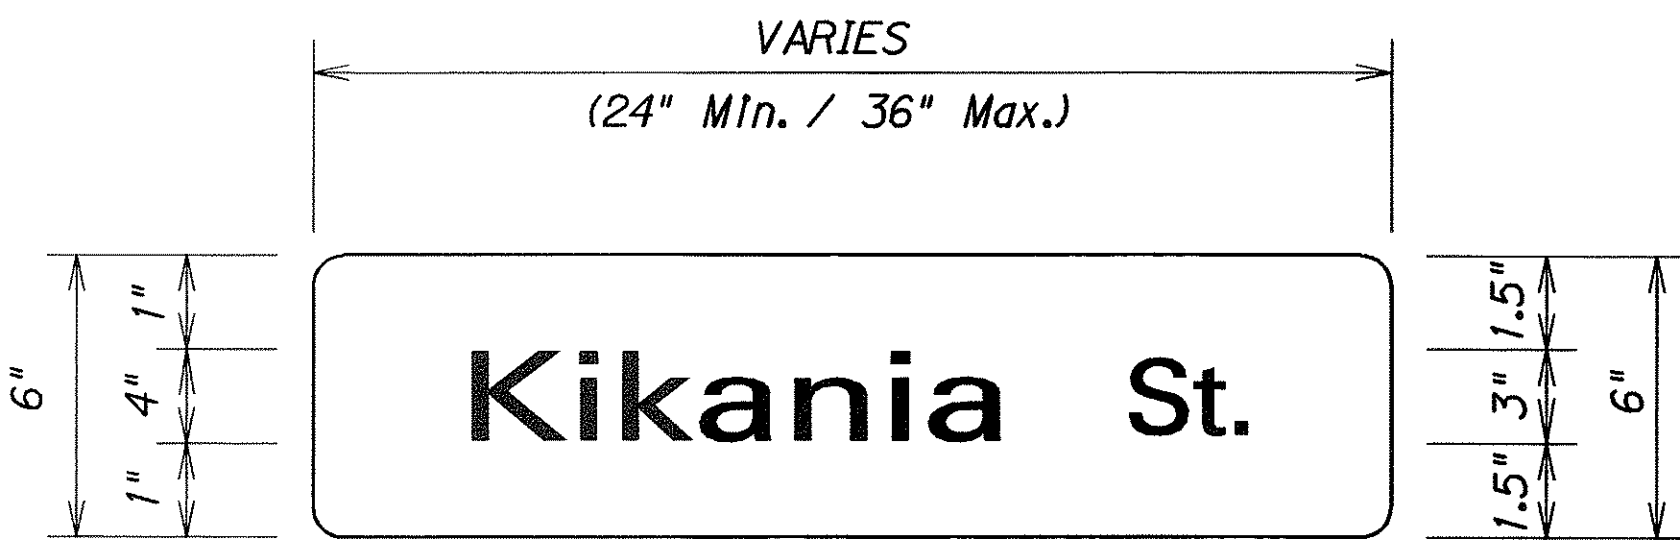 VARIES
(24" Min. / 36" Max.)
6"
1"
4"
1"
Kikania St.
1.5"
3"
1.5"
6"